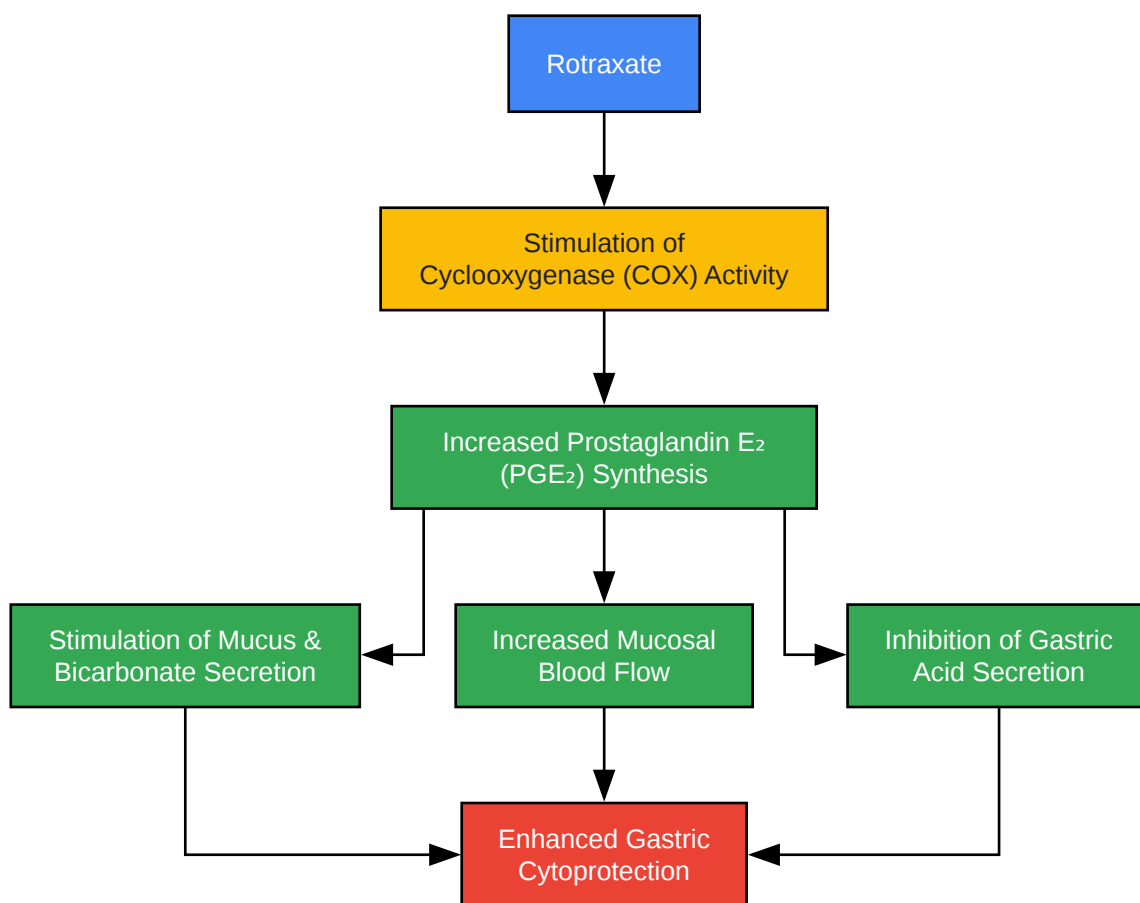 Rotraxate
Stimulation of
Cyclooxygenase (COX) Activity
Increased Prostaglandin E₂
(PGE₂) Synthesis
Stimulation of Mucus &
Bicarbonate Secretion
Increased Mucosal
Blood Flow
Inhibition of Gastric
Acid Secretion
Enhanced Gastric
Cytoprotection